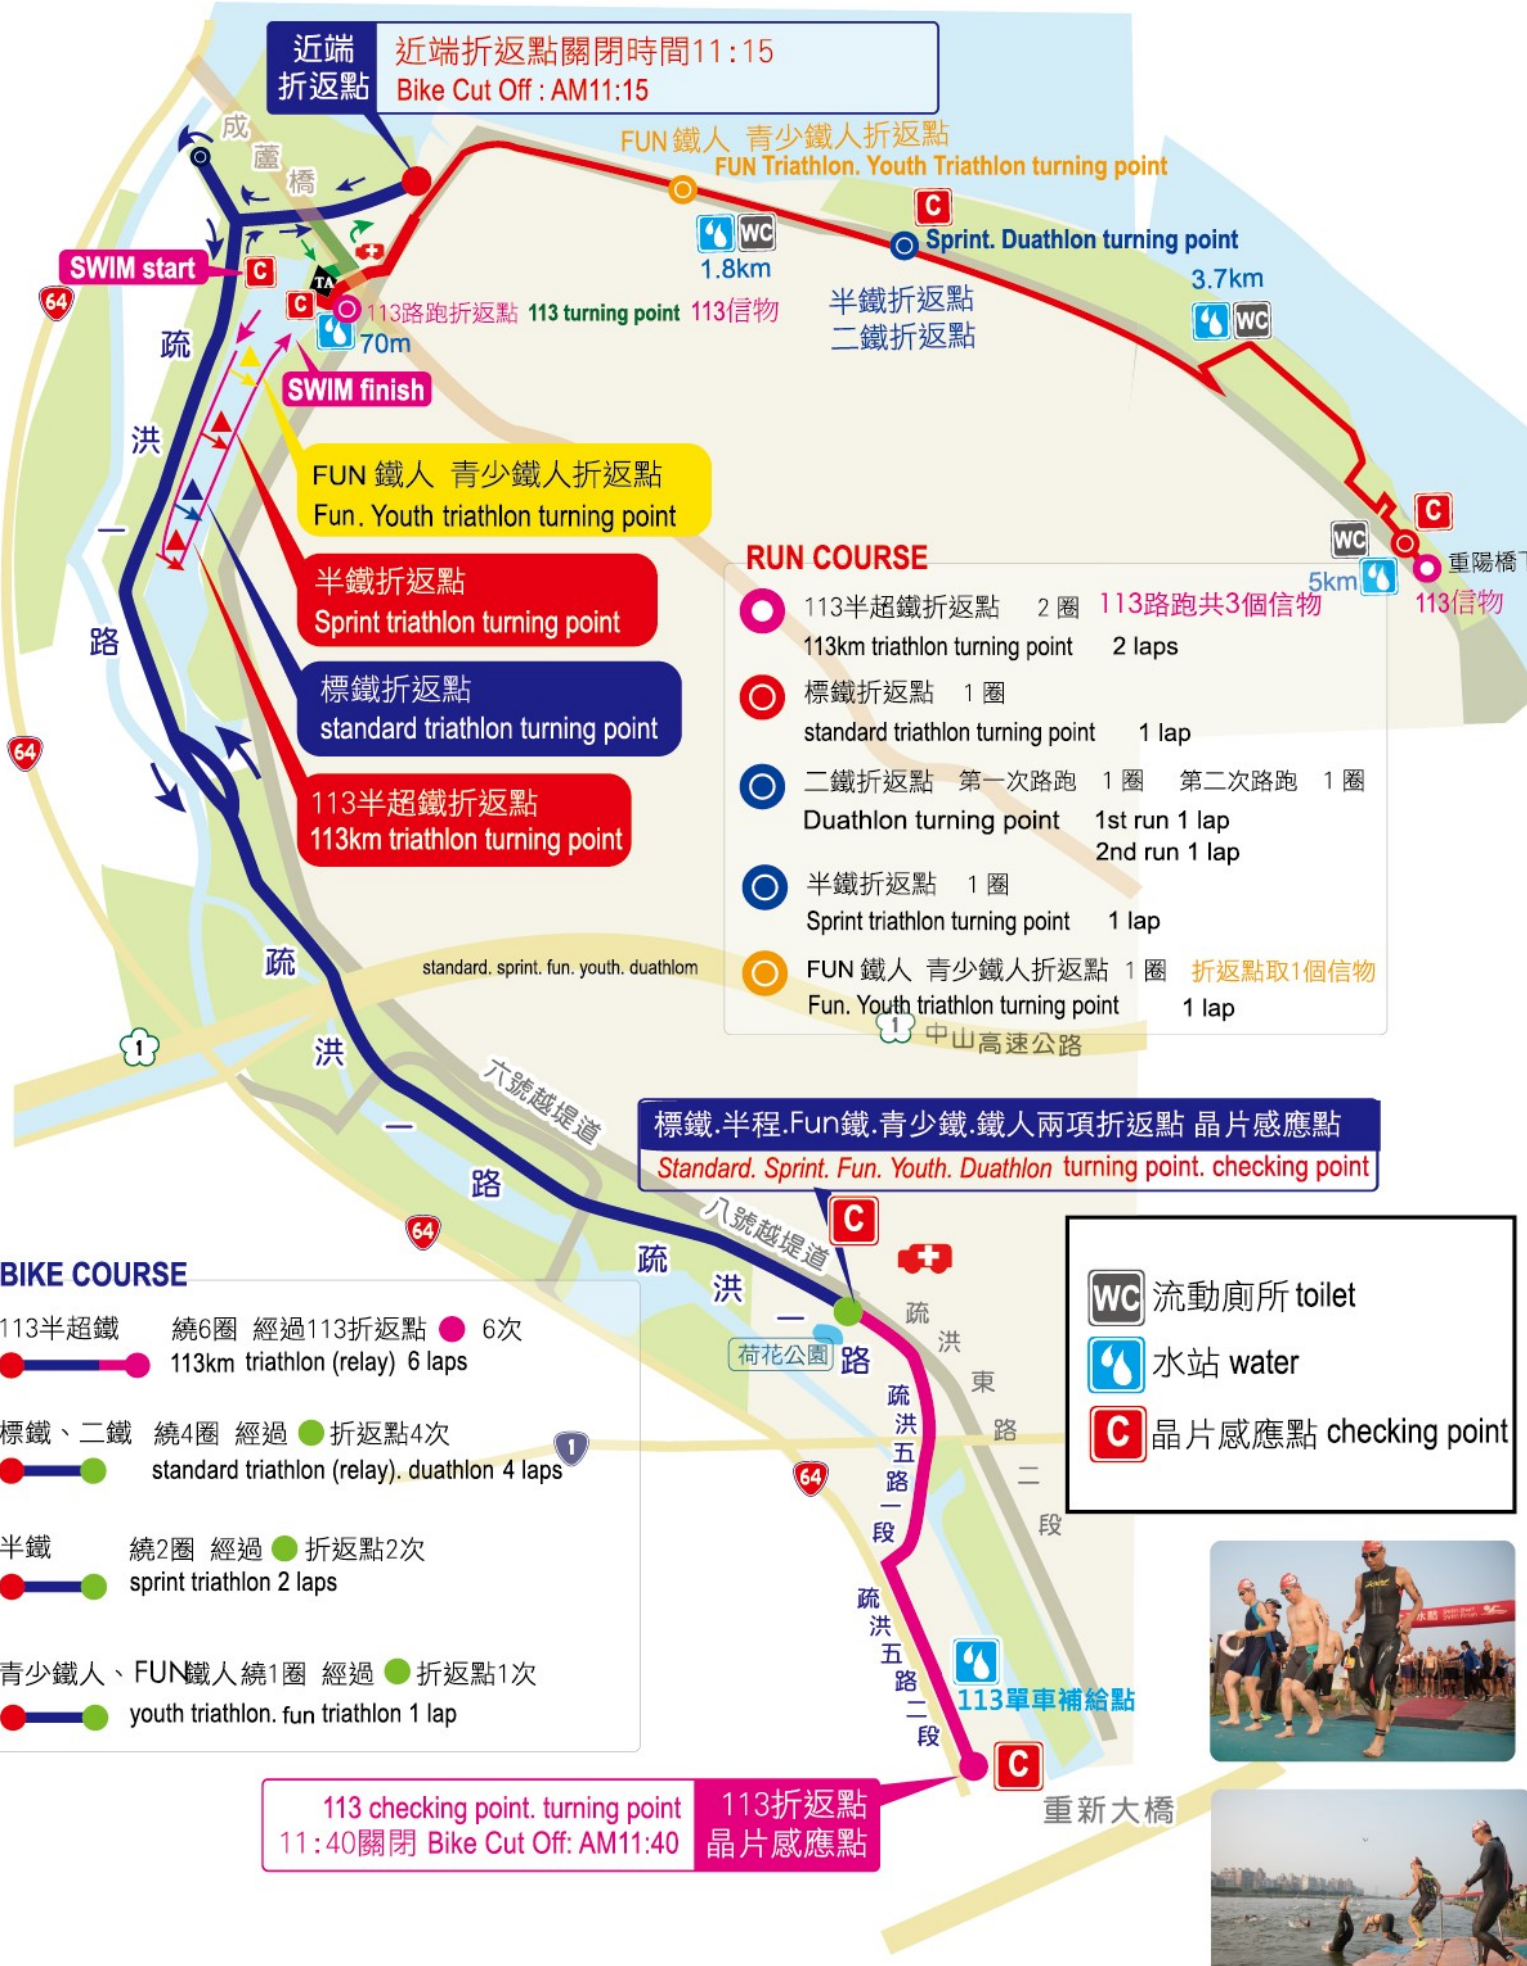 近端
折返點
近端折返點關閉時間11:15
Bike Cut Off : AM11:15
成蘆橋
FUN 鐵人 青少鐵人折返點
FUN Triathlon. Youth Triathlon turning point
C
Sprint. Duathlon turning point
WC
1.8km
半鐵折返點
二鐵折返點
3.7km
WC
SWIM start
C
TA
C
64
113路跑折返點 113 turning point 113信物
70m
SWIM finish
疏洪一路
FUN 鐵人 青少鐵人折返點
Fun. Youth triathlon turning point
半鐵折返點
Sprint triathlon turning point
標鐵折返點
standard triathlon turning point
113半超鐵折返點
113km triathlon turning point
64
C
WC
5km
重陽橋
113信物
RUN COURSE
113半超鐵折返點 2 圈 113路跑共3個信物
113km triathlon turning point 2 laps
標鐵折返點 1 圈
standard triathlon turning point 1 lap
二鐵折返點 第一次路跑 1 圈 第二次路跑 1 圈
Duathlon turning point 1st run 1 lap
2nd run 1 lap
半鐵折返點 1 圈
Sprint triathlon turning point 1 lap
FUN 鐵人 青少鐵人折返點 1 圈 折返點取1個信物
Fun. Youth triathlon turning point 1 lap
standard. sprint. fun. youth. duathlom
1
1 中山高速公路
疏洪一路
六號越堤道
標鐵.半程.Fun鐵.青少鐵.鐵人兩項折返點 晶片感應點
Standard. Sprint. Fun. Youth. Duathlon turning point. checking point
C
八號越堤道
64
疏洪一路
荷花公園
疏洪東路二段
WC 流動廁所 toilet
水站 water
C 晶片感應點 checking point
BIKE COURSE
113半超鐵 繞6圈 經過113折返點 6次
113km triathlon (relay) 6 laps
標鐵、二鐵 繞4圈 經過 折返點4次
standard triathlon (relay). duathlon 4 laps
1
半鐵 繞2圈 經過 折返點2次
sprint triathlon 2 laps
青少鐵人、FUN鐵人繞1圈 經過 折返點1次
youth triathlon. fun triathlon 1 lap
64
疏洪五路一段
疏洪五路二段
113單車補給點
C
113 checking point. turning point
11:40關閉 Bike Cut Off: AM11:40
113折返點
晶片感應點
重新大橋